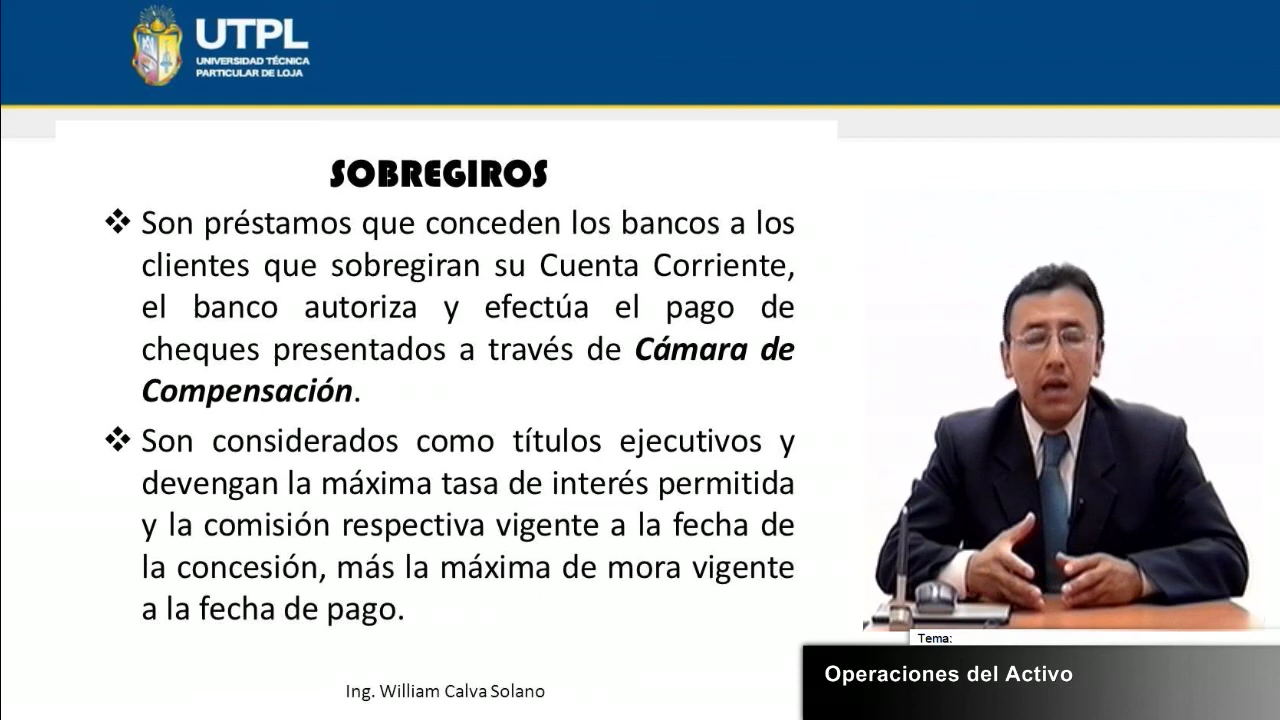 UTPL
UNIVERSIDAD TÉCNICA
PARTICULAR DE LOJA
SOBREGIROS
❖ Son préstamos que conceden los bancos a los
clientes que sobregiran su Cuenta Corriente,
el banco autoriza y efectúa el pago de
cheques presentados a través de Cámara de
Compensación.
❖ Son considerados como títulos ejecutivos y
devengan la máxima tasa de interés permitida
y la comisión respectiva vigente a la fecha de
la concesión, más la máxima de mora vigente
a la fecha de pago.
Ing. William Calva Solano
Tema:
Operaciones del Activo